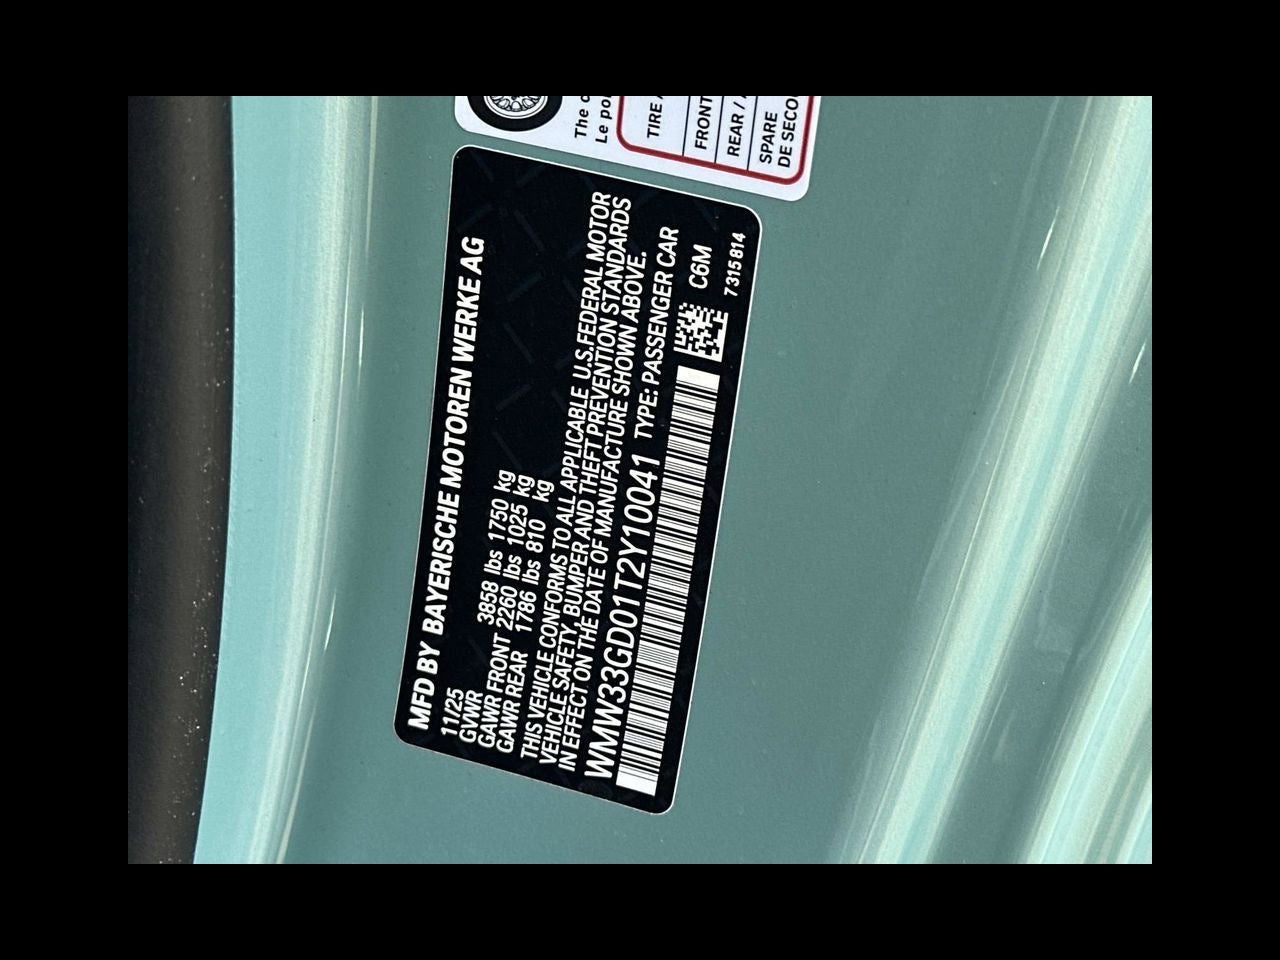 The
Le
TIRE
FRONT
REAR /
SPARE
DE
MFD BY BAYERISCHE MOTOREN WERKE AG
11/25
GVWR 3858 lbs 1750 kg
GAWR FRONT 2260 lbs 1025 kg
GAWR REAR 1786 lbs 810 kg
THIS VEHICLE CONFORMS TO ALL APPLICABLE U.S.FEDERAL MOTOR
VEHICLE SAFETY, BUMPER AND THEFT PREVENTION STANDARDS
IN EFFECT ON THE DATE OF MANUFACTURE SHOWN ABOVE.
WMW33GD01T2Y10041 TYPE: PASSENGER CAR
C6M
7315814